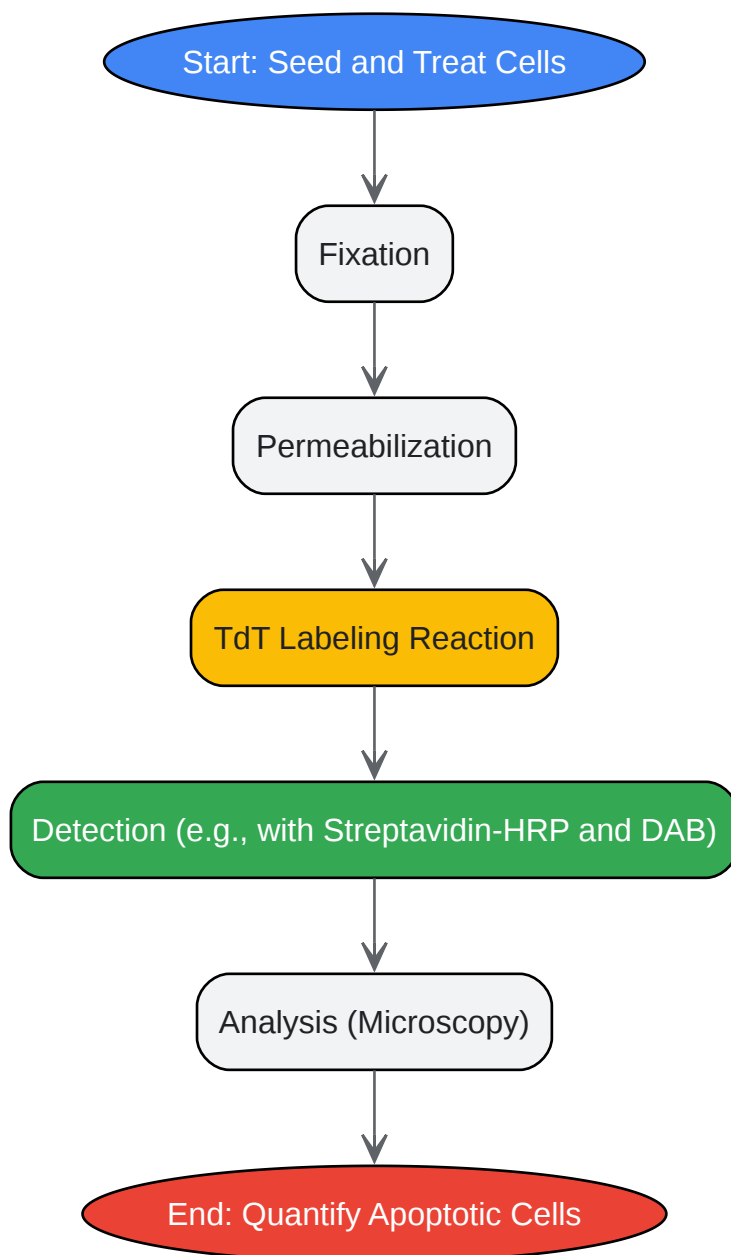 Start: Seed and Treat Cells
Fixation
Permeabilization
TdT Labeling Reaction
Detection (e.g., with Streptavidin-HRP and DAB)
Analysis (Microscopy)
End: Quantify Apoptotic Cells